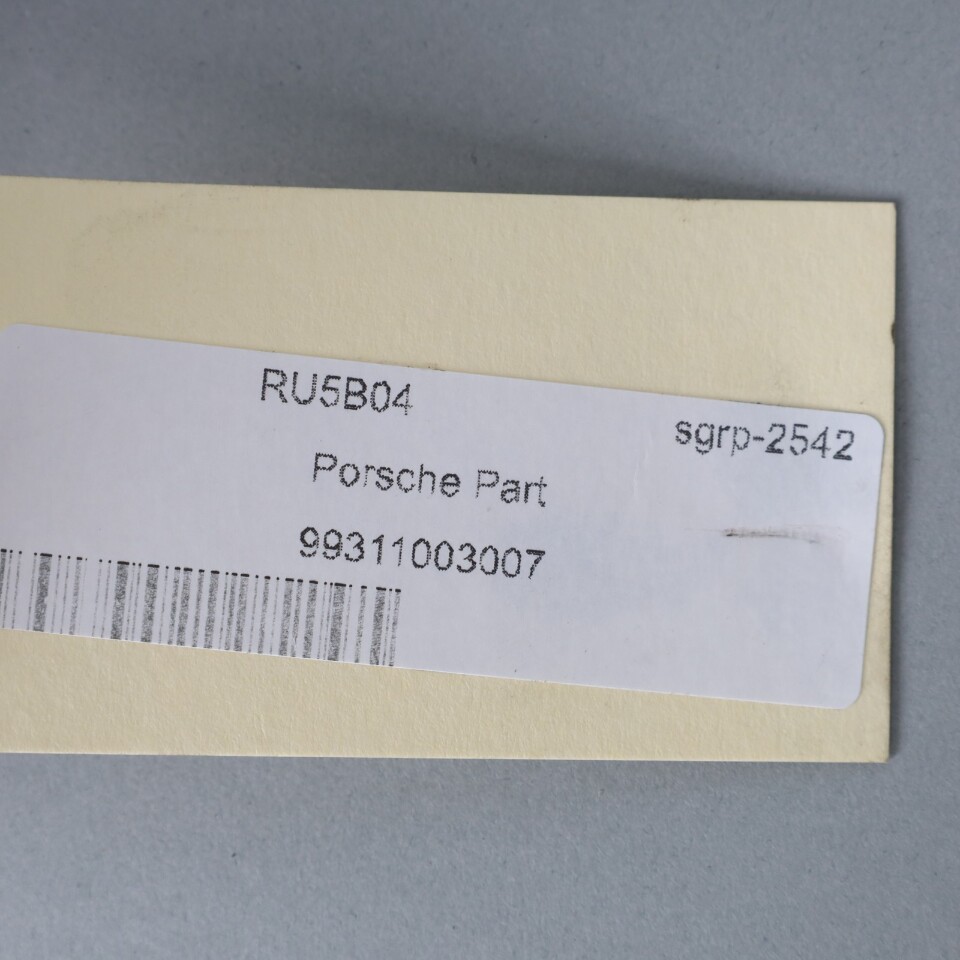 RU5B04
sgrp-2542
Porsche Part
99311003007